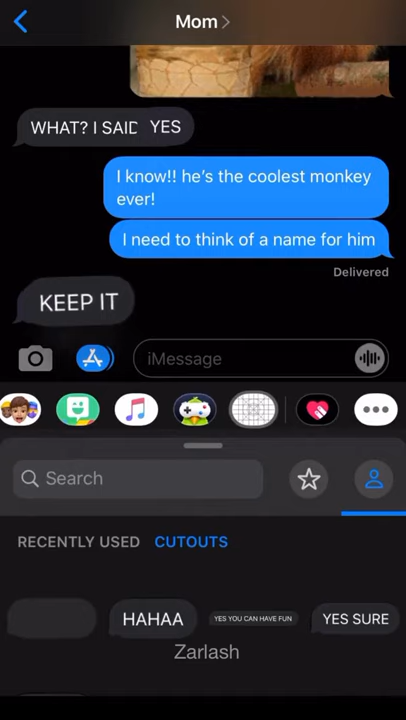 Mom
WHAT? I SAID YES
I know!! he's the coolest monkey
ever!
I need to think of a name for him
Delivered
KEEP IT
iMessage
Search
RECENTLY USED CUTOUTS
HAHAA YES YOU CAN HAVE FUN YES SURE
Zarlash